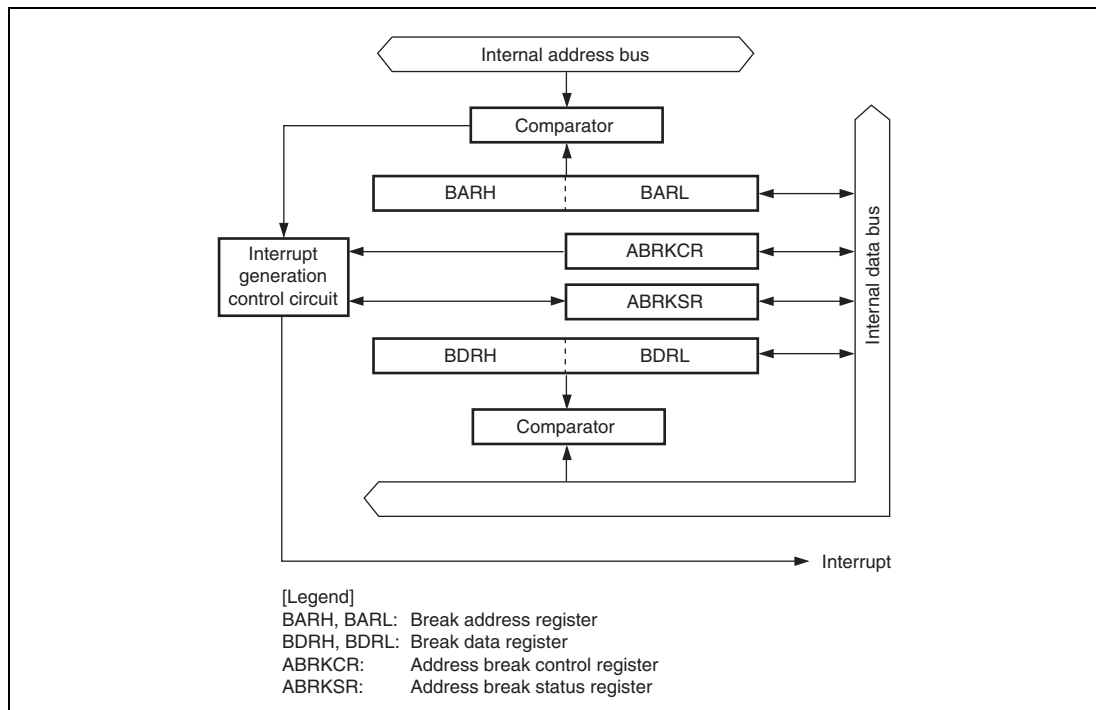 Internal address bus
Comparator
BARH
BARL
Interrupt
generation
control circuit
ABRKCR
ABRKSR
Internal data bus
BDRH
BDRL
Comparator
Interrupt
[Legend]
BARH, BARL: Break address register
BDRH, BDRL: Break data register
ABRKCR: Address break control register
ABRKSR: Address break status register